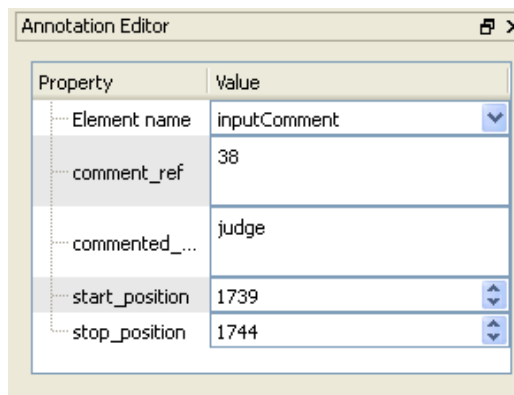 Annotation Editor
Property Value
Element name inputComment
comment_ref 38
commented_... judge
start_position 1739
stop_position 1744